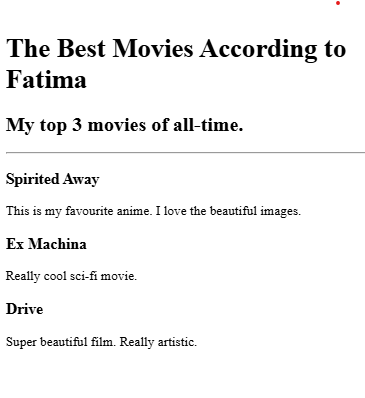 The Best Movies According to
Fatima
My top 3 movies of all-time.
Spirited Away
This is my favourite anime. I love the beautiful images.
Ex Machina
Really cool sci-fi movie.
Drive
Super beautiful film. Really artistic.